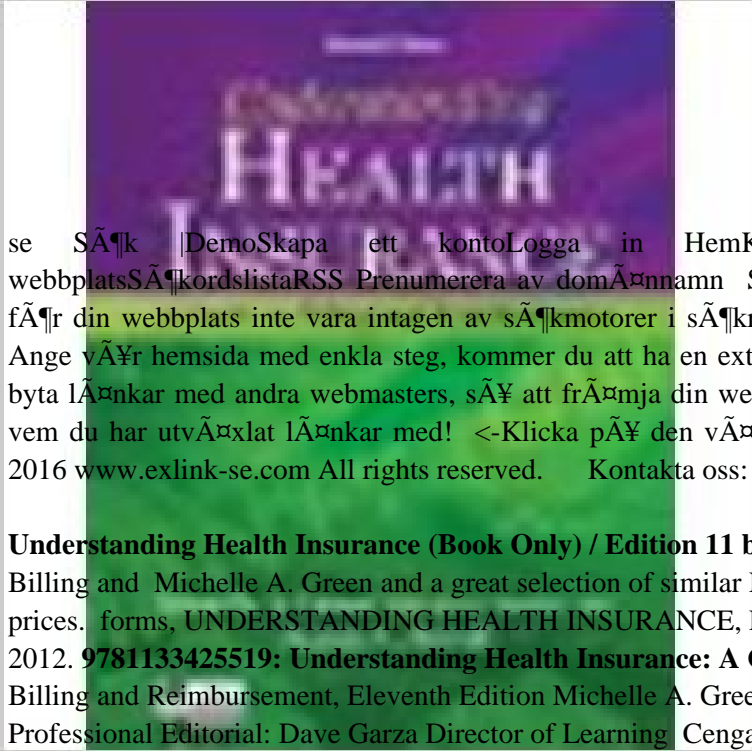 HEALTH
se SÃ¶k |DemoSkapa ett kontoLogga in HemK
webbplatsSÃ¶kordslistaRSS Prenumerera av domÃ¤nnamn
fÃ¶r din webbplats inte vara intagen av sÃ¶kmotorer i
Ange vÃ¥r hemsida med enkla steg, kommer du att ha en ext
byta lÃ¤nkar med andra webmasters, sÃ¥ att frÃ¤mja din we
vem du har utvÃ¤xlat lÃ¤nkar med! <-Klicka pÃ¥ den vÃ¤
2016 www.exlink-se.com All rights reserved. Kontakta oss:
Understanding Health Insurance (Book Only) / Edition 11 b
Billing and Michelle A. Green and a great selection of similar
prices. forms, UNDERSTANDING HEALTH INSURANCE,
2012. 9781133425519: Understanding Health Insurance: A
Billing and Reimbursement, Eleventh Edition Michelle A. Gree
Professional Editorial: Dave Garza Director of Learning Cenga